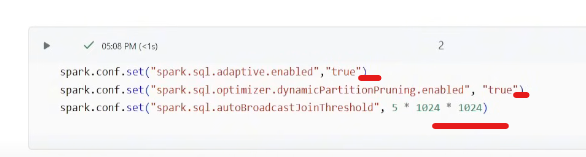 05:08 PM (<1s)
2
spark.conf.set("spark.sql.adaptive.enabled","true")
spark.conf.set("spark.sql.optimizer.dynamicPartitionPruning.enabled", "true")
spark.conf.set("spark.sql.autoBroadcastJoinThreshold", 5 * 1024 * 1024)